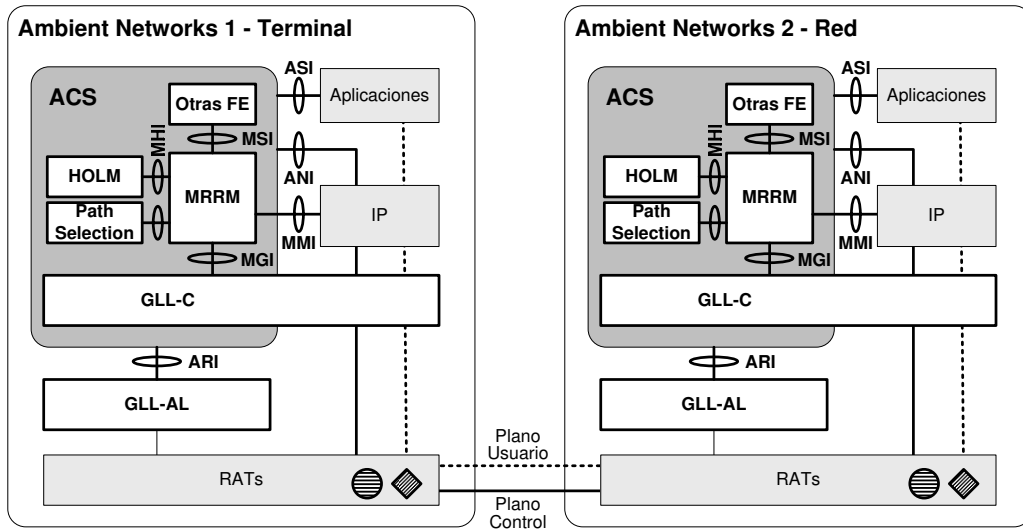 Ambient Networks 1 - Terminal
ACS
Otras FE
ASI
Aplicaciones
MHI
MSI
HOLM
MRRM
ANI
Path
Selection
MMI
IP
MGI
GLL-C
ARI
GLL-AL
RATs
Plano
Usuario
Plano
Control
Ambient Networks 2 - Red
ACS
Otras FE
ASI
Aplicaciones
MHI
MSI
HOLM
MRRM
ANI
Path
Selection
MMI
IP
MGI
GLL-C
ARI
GLL-AL
RATs